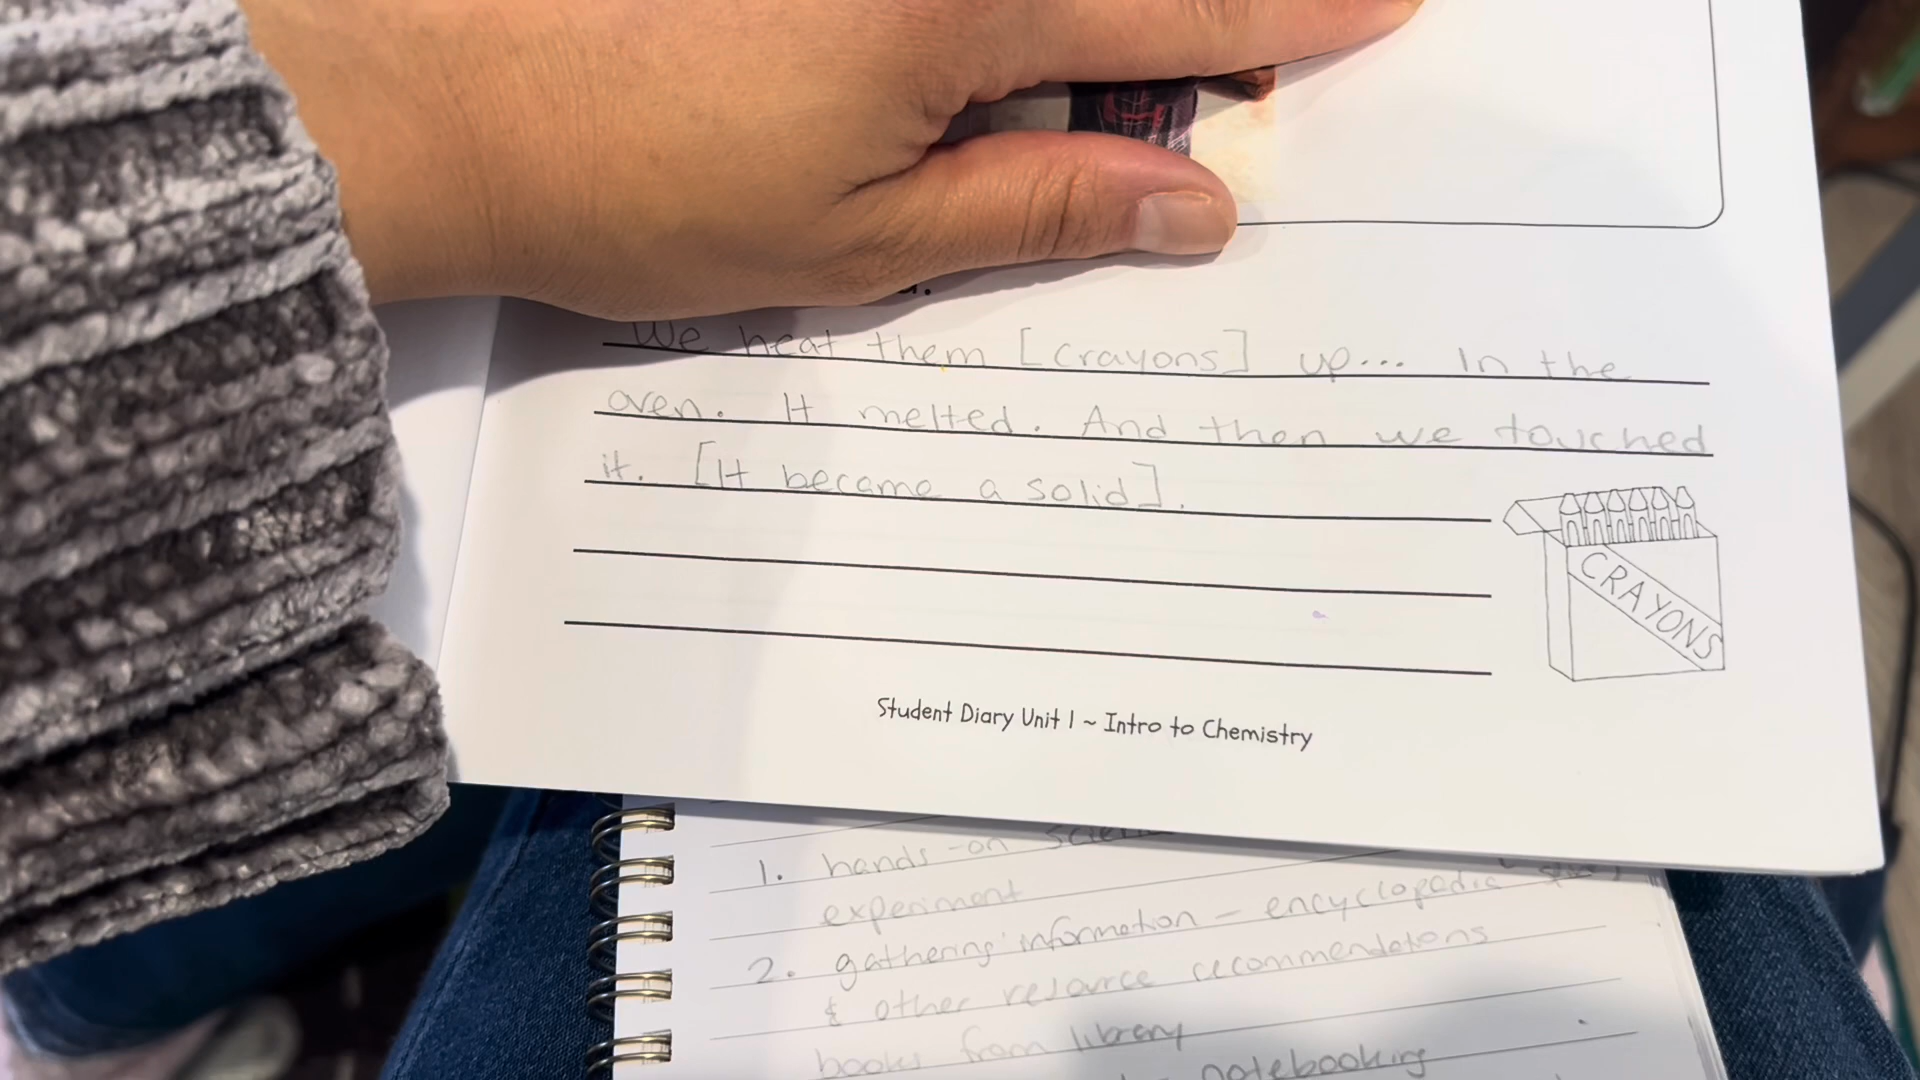 We heat them [crayons] up... In the
oven. It melted. And then we touched
it. [It became a solid].
CRAYONS
Student Diary Unit 1 ~ Intro to Chemistry
1. hands-on
experiment
2. gathering information - encyclopedia
& other resource recommendations
books from library
notebooking